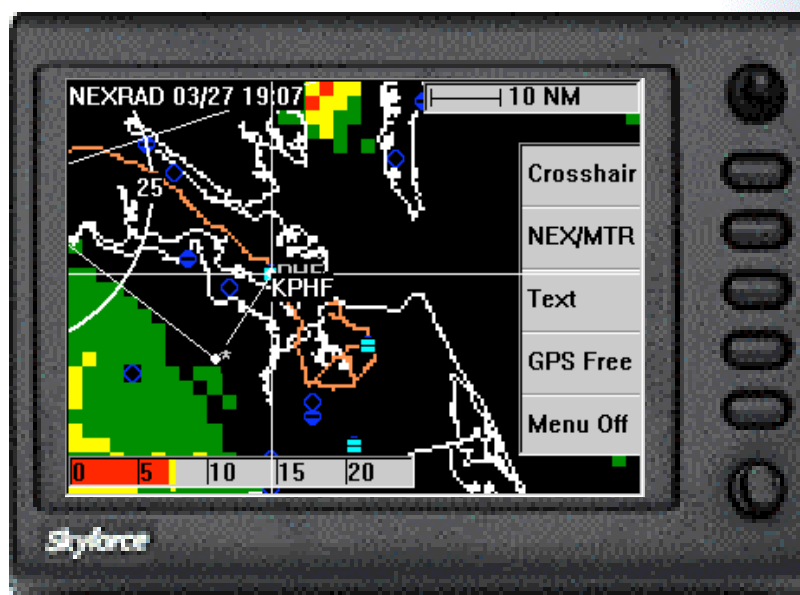 NEXRAD 03/27 19:07
10 NM
Crosshair
25
NEX/MTR
KPHF
Text
GPS Free
Menu Off
0 5 10 15 20
Skyforce